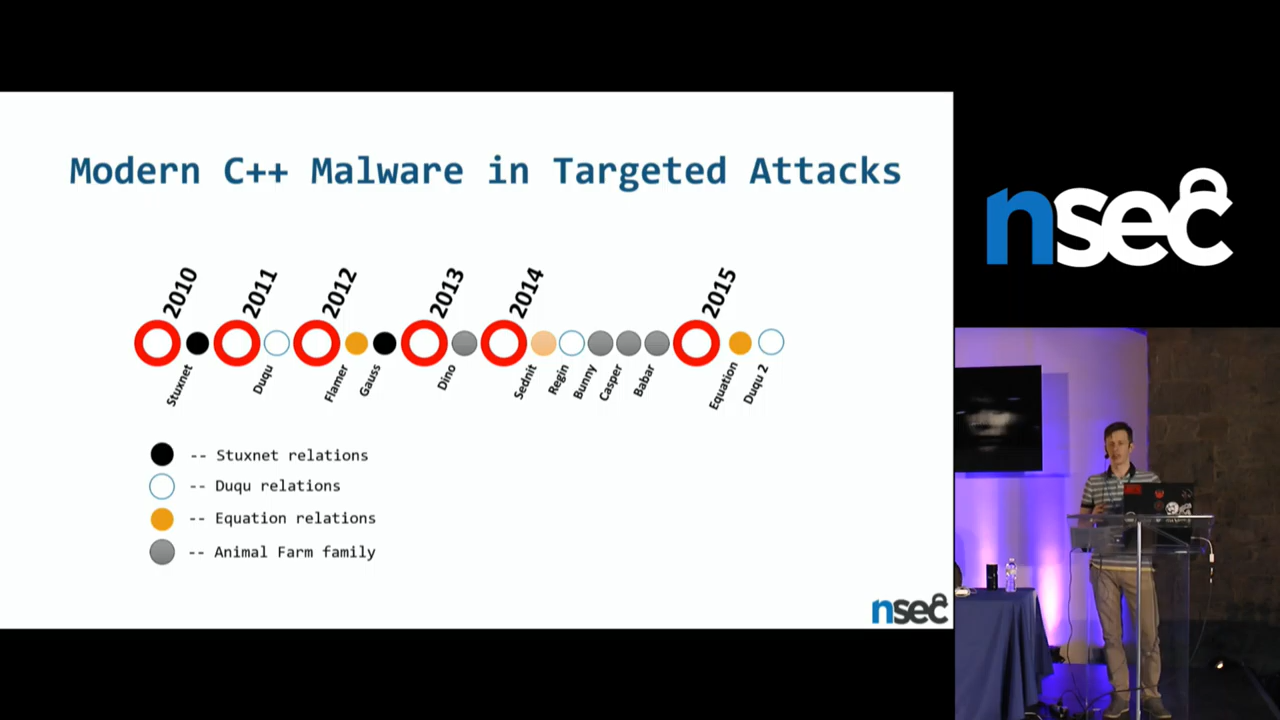 Modern C++ Malware in Targeted Attacks
2010
2011
2012
2013
2014
2015
Stuxnet
Duqu
Flamer
Gauss
Dino
Sednit
Regin
Bunny
Casper
Babar
Equation
Duqu 2
-- Stuxnet relations
-- Duqu relations
-- Equation relations
-- Animal Farm family
nsec
nsec